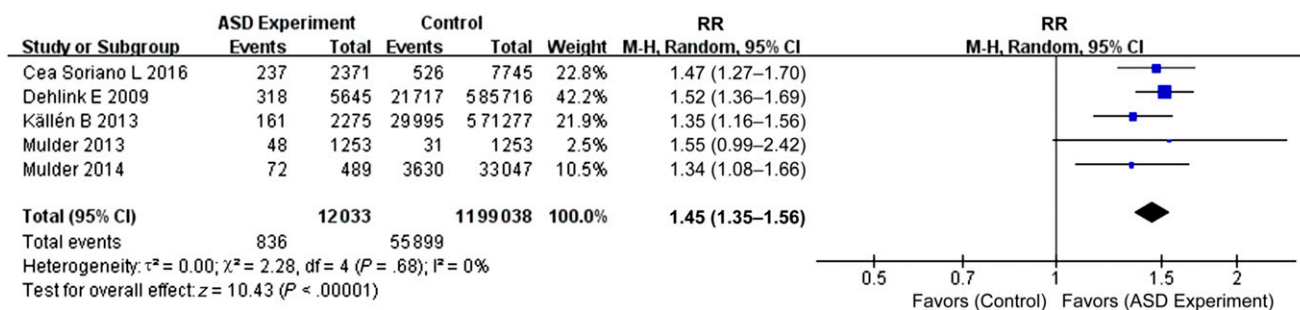 ASD Experiment Control RR RR
Study or Subgroup Events Total Events Total Weight M-H, Random, 95% CI M-H, Random, 95% CI
Cea Soriano L 2016 237 2371 526 7745 22.8% 1.47 (1.27–1.70)
Dehlink E 2009 318 5645 21717 585716 42.2% 1.52 (1.36–1.69)
Källén B 2013 161 2275 29995 571277 21.9% 1.35 (1.16–1.56)
Mulder 2013 48 1253 31 1253 2.5% 1.55 (0.99–2.42)
Mulder 2014 72 489 3630 33047 10.5% 1.34 (1.08–1.66)
Total (95% CI) 12033 1199038 100.0% 1.45 (1.35–1.56)
Total events 836 55899
Heterogeneity: τ² = 0.00; χ² = 2.28, df = 4 (P = .68); I² = 0%
Test for overall effect: z = 10.43 (P < .00001)
0.5 0.7 1 1.5 2
Favors (Control) Favors (ASD Experiment)